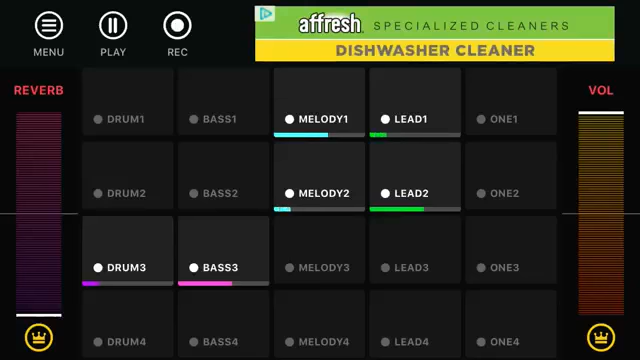 MENU PLAY REC
affresh. SPECIALIZED CLEANERS
DISHWASHER CLEANER
REVERB
VOL
DRUM1 BASS1 MELODY1 LEAD1 ONE1
DRUM2 BASS2 MELODY2 LEAD2 ONE2
DRUM3 BASS3 MELODY3 LEAD3 ONE3
DRUM4 BASS4 MELODY4 LEAD4 ONE4